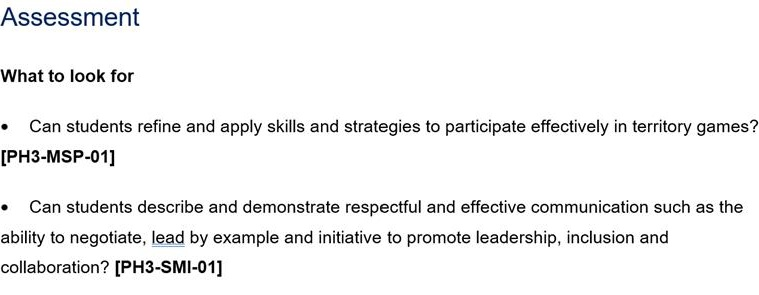 Assessment
What to look for
• Can students refine and apply skills and strategies to participate effectively in territory games?
[PH3-MSP-01]
• Can students describe and demonstrate respectful and effective communication such as the
ability to negotiate, lead by example and initiative to promote leadership, inclusion and
collaboration? [PH3-SMI-01]